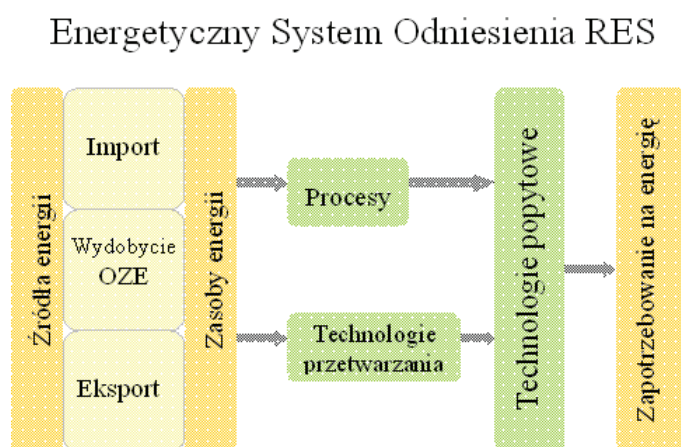 Energetyczny System Odniesienia RES
Źródła energii
Import
Wydobycie
OZE
Eksport
Zasoby energii
Procesy
Technologie
przetwarzania
Technologie popytowe
Zapotrzebowanie na energię